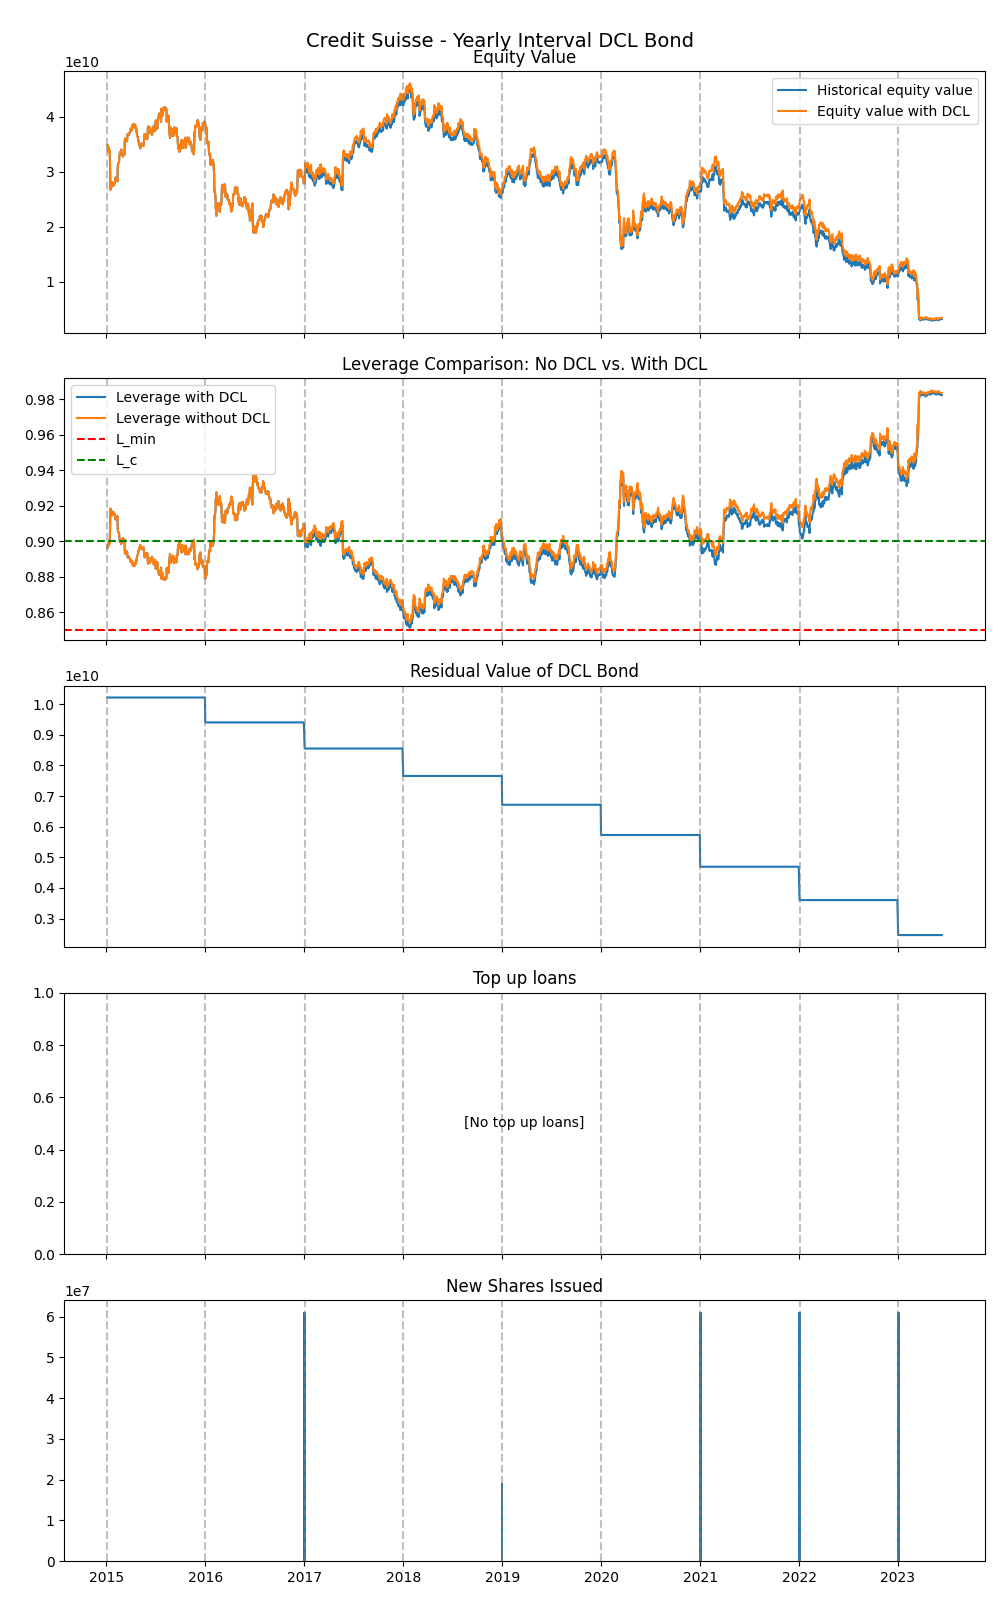 Credit Suisse - Yearly Interval DCL Bond
Equity Value
1e10
4
3
2
1
Historical equity value
Equity value with DCL
Leverage Comparison: No DCL vs. With DCL
0.98
0.96
0.94
0.92
0.90
0.88
0.86
Leverage with DCL
Leverage without DCL
L_min
L_c
Residual Value of DCL Bond
1e10
1.0
0.9
0.8
0.7
0.6
0.5
0.4
0.3
Top up loans
1.0
0.8
0.6
0.4
0.2
0.0
[No top up loans]
New Shares Issued
1e7
6
5
4
3
2
1
0
2015 2016 2017 2018 2019 2020 2021 2022 2023